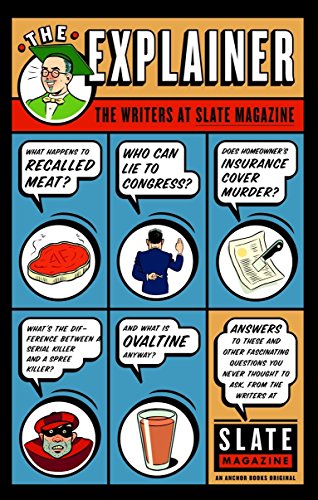 THE
EXPLAINER
THE WRITERS AT SLATE MAGAZINE
WHAT HAPPENS TO
RECALLED
MEAT?
WHO CAN
LIE TO
CONGRESS?
DOES HOMEOWNER'S
INSURANCE
COVER
MURDER?
WHAT'S THE DIF-
FERENCE BETWEEN A
SERIAL KILLER
AND A SPREE
KILLER?
AND WHAT IS
OVALTINE
ANYWAY?
ANSWERS
TO THESE AND
OTHER FASCINATING
QUESTIONS YOU
NEVER THOUGHT TO
ASK, FROM THE
WRITERS AT
SLATE
MAGAZINE
AN ANCHOR BOOKS ORIGINAL